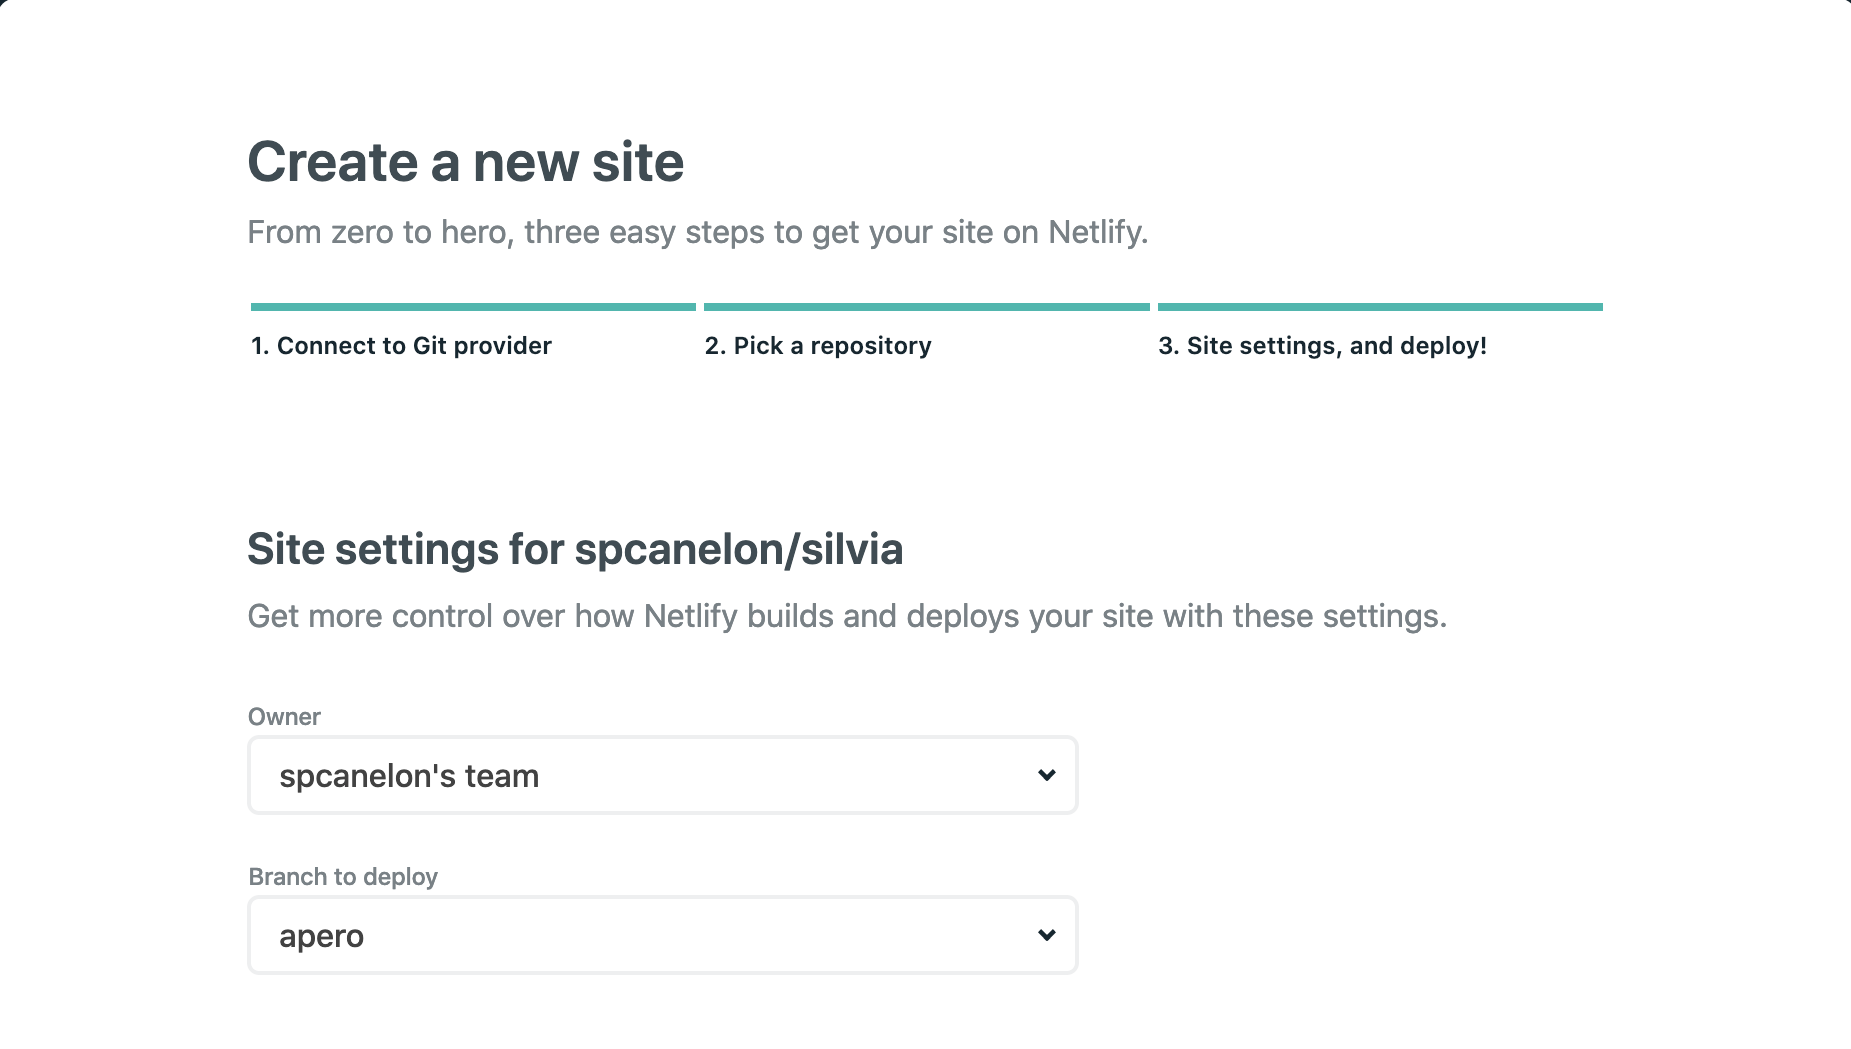 Create a new site
From zero to hero, three easy steps to get your site on Netlify.
1. Connect to Git provider
2. Pick a repository
3. Site settings, and deploy!
Site settings for spcanelon/silvia
Get more control over how Netlify builds and deploys your site with these settings.
Owner
spcanelon's team
Branch to deploy
apero